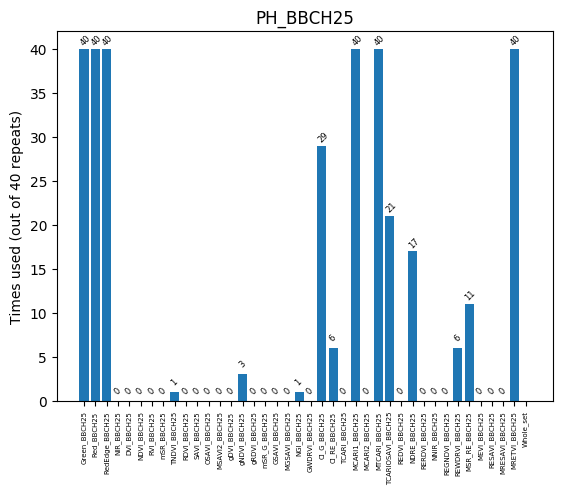 PH_BBCH25
Times used (out of 40 repeats)
40
35
30
25
20
15
10
5
0
40
40
40
0
0
0
0
0
1
0
0
0
0
0
3
0
0
0
0
1
0
29
6
0
40
0
40
21
0
17
0
0
0
6
11
0
0
0
40
Green_BBCH25
Red_BBCH25
RedEdge_BBCH25
NIR_BBCH25
DVI_BBCH25
NDVI_BBCH25
RVI_BBCH25
mSR_BBCH25
TNDVI_BBCH25
RDVI_BBCH25
SAVI_BBCH25
OSAVI_BBCH25
MSAVI2_BBCH25
gDVI_BBCH25
gNDVI_BBCH25
gRDVI_BBCH25
mSR_G_BBCH25
GSAVI_BBCH25
MGSAVI_BBCH25
NGI_BBCH25
GWDRVI_BBCH25
CI_G_BBCH25
CI_RE_BBCH25
TCARI_BBCH25
MCARI1_BBCH25
MCARI2_BBCH25
MTCARI_BBCH25
TCARIOSAVI_BBCH25
REDVI_BBCH25
NDRE_BBCH25
RERDVI_BBCH25
NNIR_BBCH25
REGNDVI_BBCH25
REWDRVI_BBCH25
MSR_RE_BBCH25
MEVI_BBCH25
RESAVI_BBCH25
MRESAVI_BBCH25
MRETVI_BBCH25
Whole_set